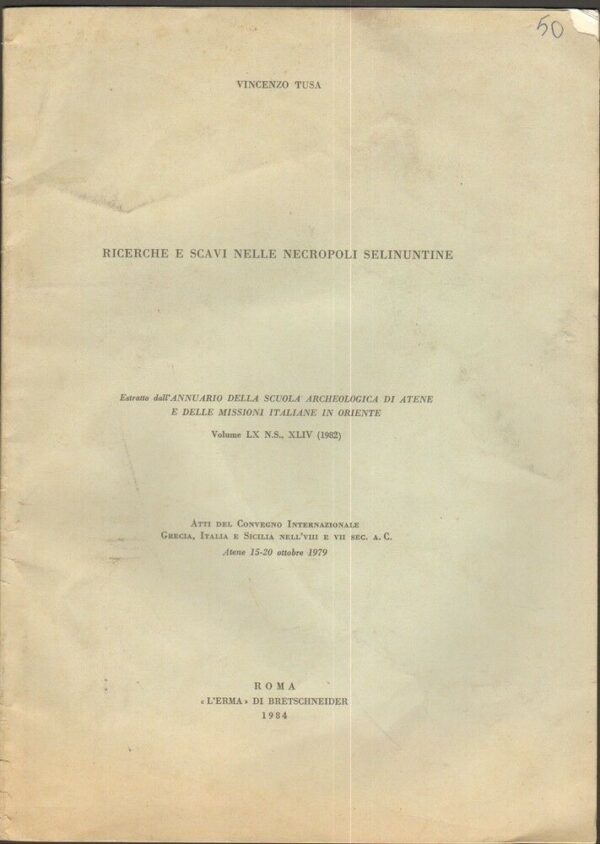 50
VINCENZO TUSA
RICERCHE E SCAVI NELLE NECROPOLI SELINUNTINE
Estratto dall'ANNUARIO DELLA SCUOLA ARCHEOLOGICA DI ATENE
E DELLE MISSIONI ITALIANE IN ORIENTE
Volume LX N.S., XLIV (1982)
Atti del Convegno Internazionale
Grecia, Italia e Sicilia nell'VIII e VII sec. a. C.
Atene 15-20 ottobre 1979
ROMA
«L'ERMA» DI BRETSCHNEIDER
1984